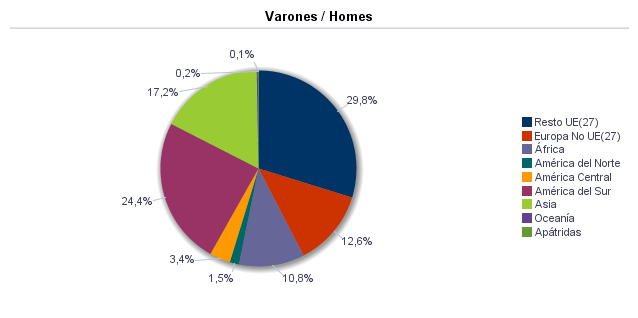 Varones / Homes
0,1%
0,2%
17,2%
29,8%
24,4%
12,6%
3,4%
1,5%
10,8%
Resto UE(27)
Europa No UE(27)
África
América del Norte
América Central
América del Sur
Asia
Oceanía
Apátridas